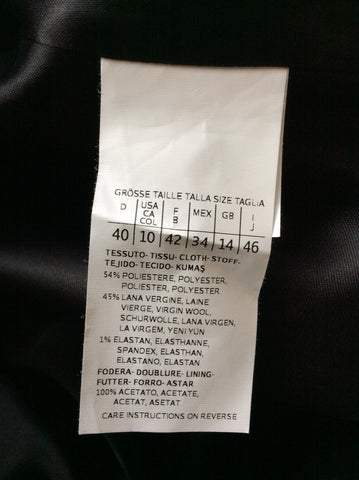 GRÖSSE TAILLE TALLA SIZE TAGLIA
D USA CA COL F B MEX GB I J
40 10 42 34 14 46
TESSUTO- TISSU- CLOTH- STOFF-
TEJIDO- TECIDO- KUMAŞ
54% POLIESTERE, POLYESTER,
POLIESTER, POLYESTER
45% LANA VERGINE, LAINE
VIERGE, VIRGIN WOOL,
SCHURWOLLE, LANA VIRGEN,
LA VIRGEM, YENI YÜN
1% ELASTAN, ELASTHANNE,
SPANDEX, ELASTHAN,
ELASTANO, ELASTAN
FODERA- DOUBLURE- LINING-
FUTTER- FORRO- ASTAR
100% ACETATO, ACETATE,
ACETAT, ASETAT
CARE INSTRUCTIONS ON REVERSE